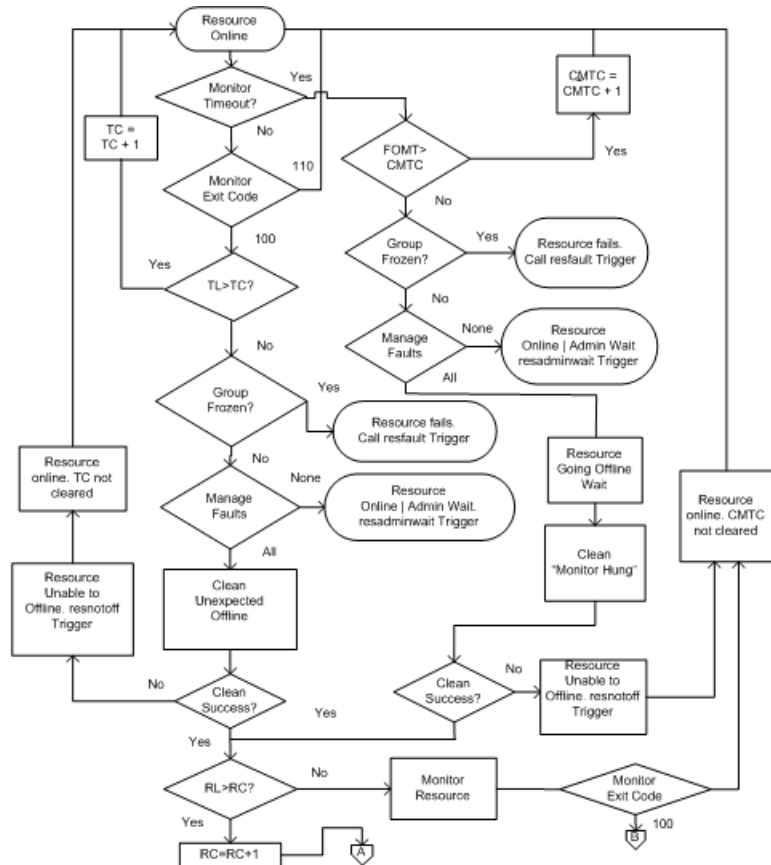 Resource
Online
Monitor
Timeout?
Yes
CMTC =
CMTC + 1
TC =
TC + 1
No
FOMT>
CMTC
Yes
Monitor
Exit Code
110
No
100
Group
Frozen?
Yes
Resource fails.
Call resfault Trigger
Yes
TL>TC?
No
Manage
Faults
None
Resource
Online | Admin Wait
resadminwait Trigger
No
All
Group
Frozen?
Yes
Resource fails.
Call resfault Trigger
Resource
Going Offline
Wait
Resource
online. TC not
cleared
No
Manage
Faults
None
Resource
Online | Admin Wait.
resadminwait Trigger
Resource
online. CMTC
not cleared
All
Clean
"Monitor Hung"
Resource
Unable to
Offline. resnotoff
Trigger
Clean
Unexpected
Offline
No
Clean
Success?
Clean
Success?
No
Resource
Unable to
Offline. resnotoff
Trigger
Yes
Yes
RL>RC?
No
Monitor
Resource
Monitor
Exit Code
Yes
100
RC=RC+1
A
B